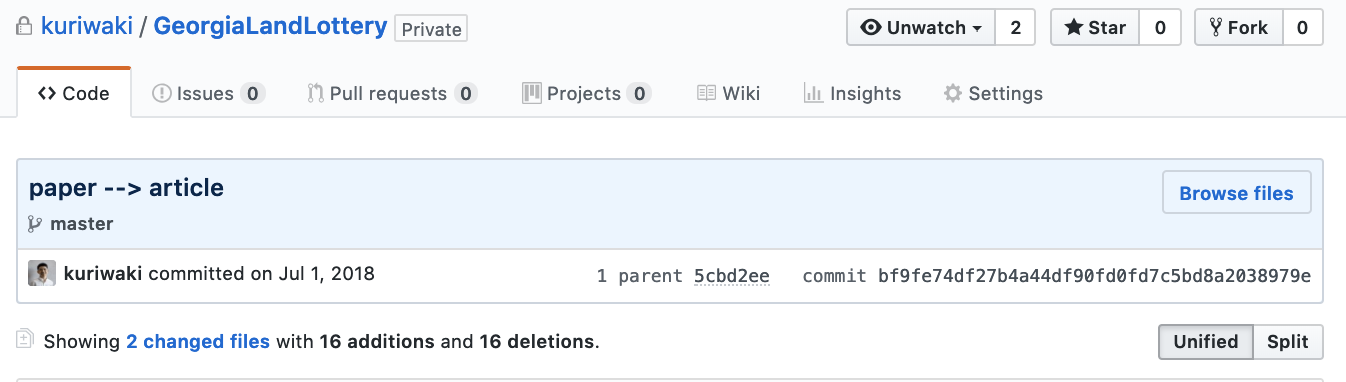 kuriwaki / GeorgiaLandLottery Private Unwatch 2 Star 0 Fork 0
Code Issues 0 Pull requests 0 Projects 0 Wiki Insights Settings
paper --> article Browse files
master
kuriwaki committed on Jul 1, 2018 1 parent 5cbd2ee commit bf9fe74df27b4a44df90fd0fd7c5bd8a2038979e
Showing 2 changed files with 16 additions and 16 deletions. Unified Split